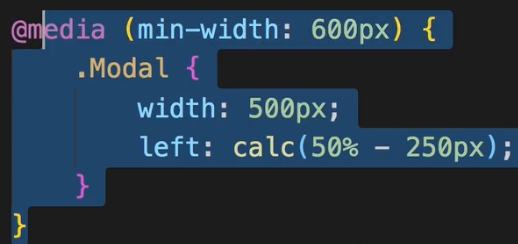 @media (min-width: 600px) {
    .Modal {
        width: 500px;
        left: calc(50% - 250px);
    }
}